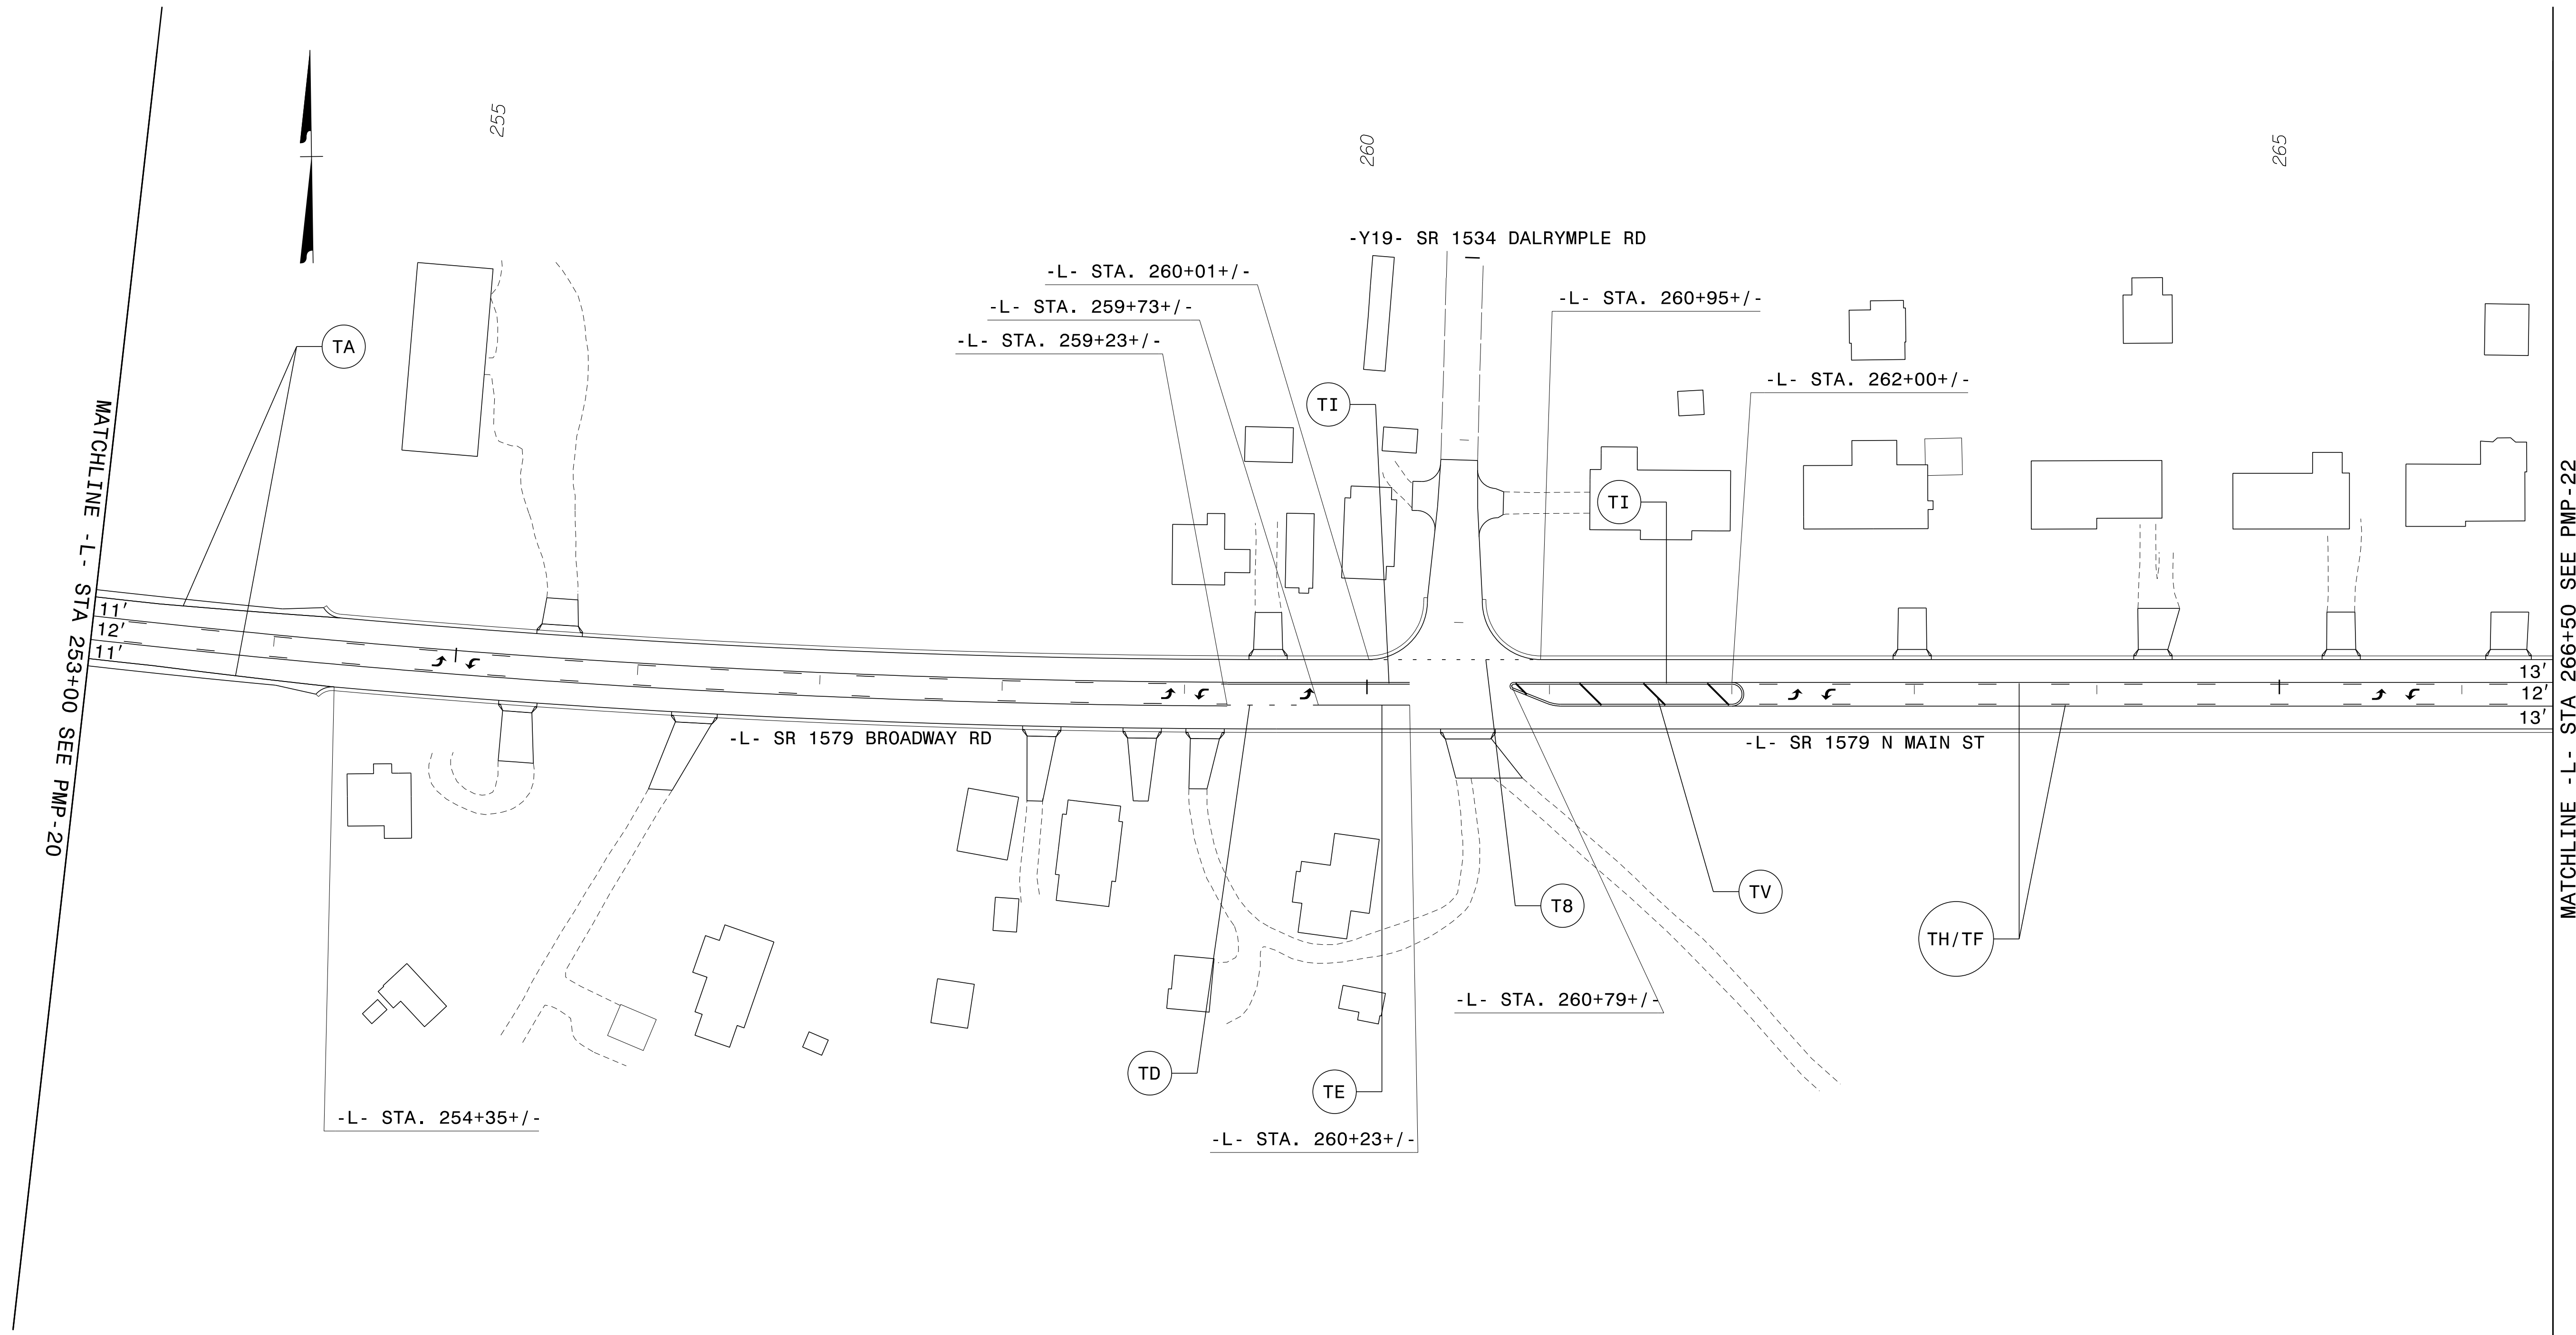 255
260
265
-Y19- SR 1534 DALRYMPLE RD
-L- STA. 260+01+/-
-L- STA. 259+73+/-
-L- STA. 259+23+/-
-L- STA. 260+95+/-
-L- STA. 262+00+/-
TA
TI
TI
MATCHLINE -L- STA 253+00 SEE PMP-20
11'
12'
11'
13'
12'
13'
MATCHLINE -L- STA 266+50 SEE PMP-22
-L- SR 1579 BROADWAY RD
-L- SR 1579 N MAIN ST
TV
T8
TH/TF
-L- STA. 260+79+/-
TD
TE
-L- STA. 254+35+/-
-L- STA. 260+23+/-